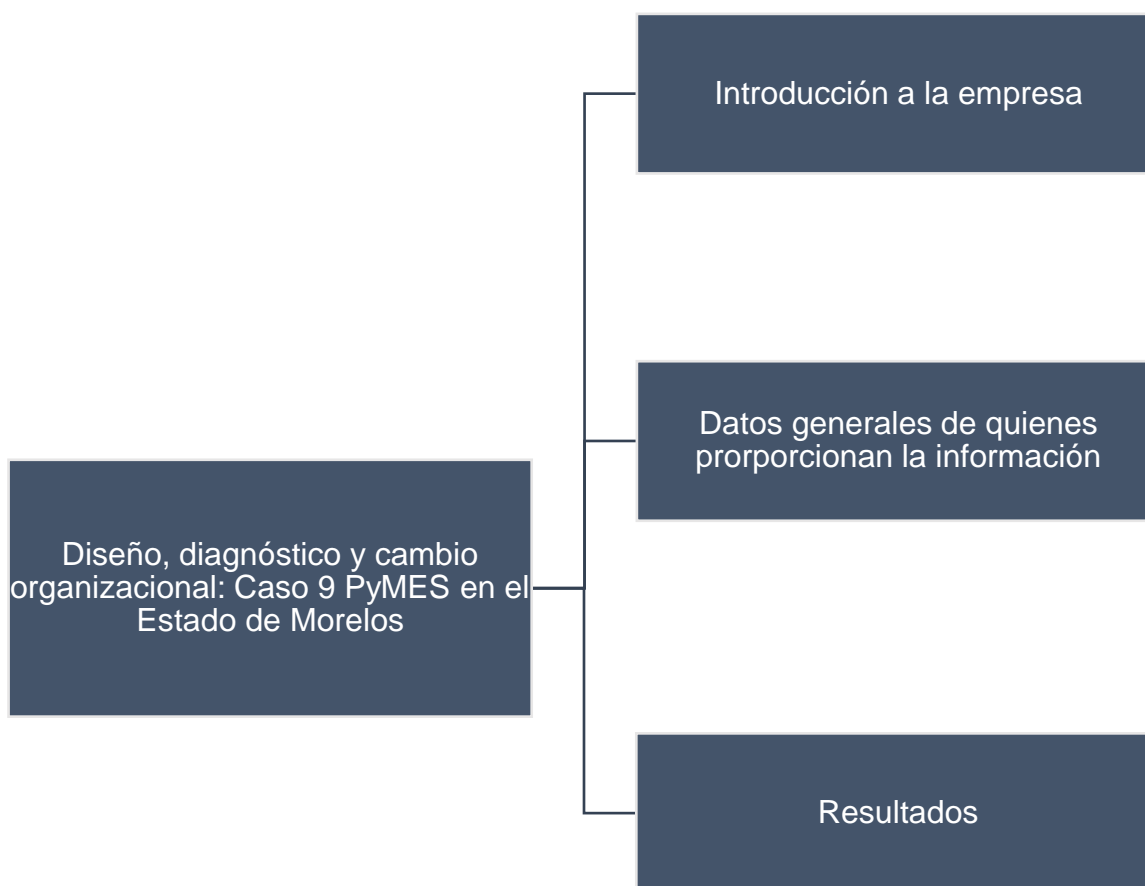 Introducción a la empresa
Datos generales de quienes
prorporcionan la información
Diseño, diagnóstico y cambio
organizacional: Caso 9 PyMES en el
Estado de Morelos
Resultados